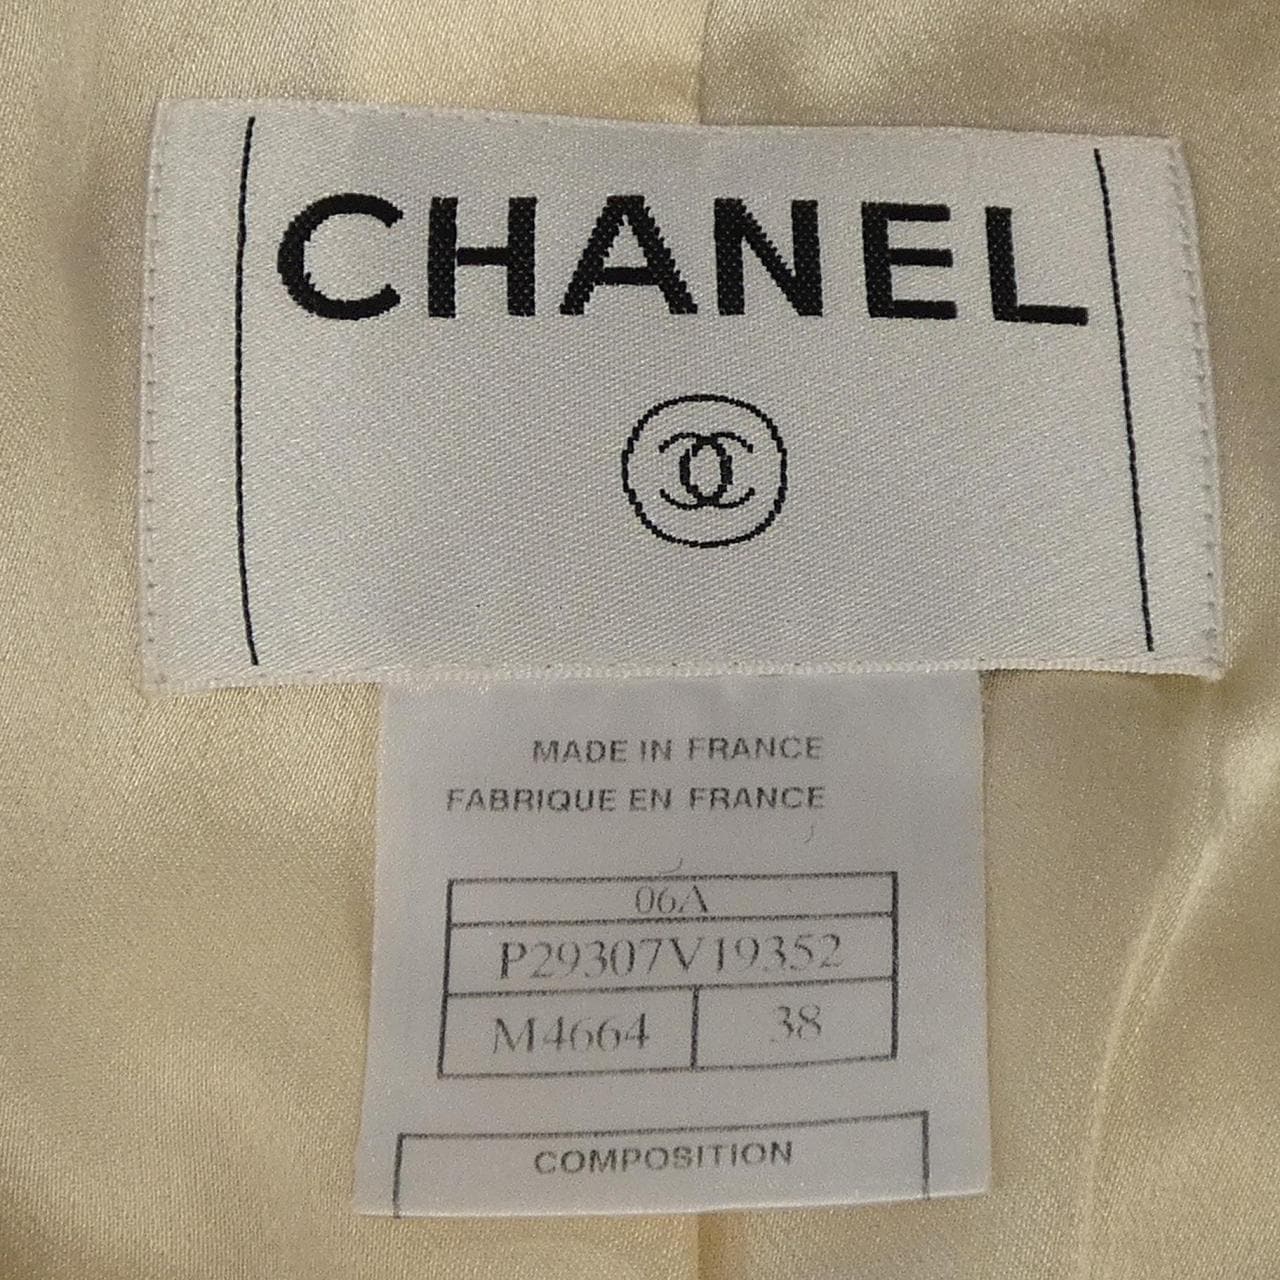 CHANEL
MADE IN FRANCE
FABRIQUE EN FRANCE
06A
P29307V19352
M4664 38
COMPOSITION